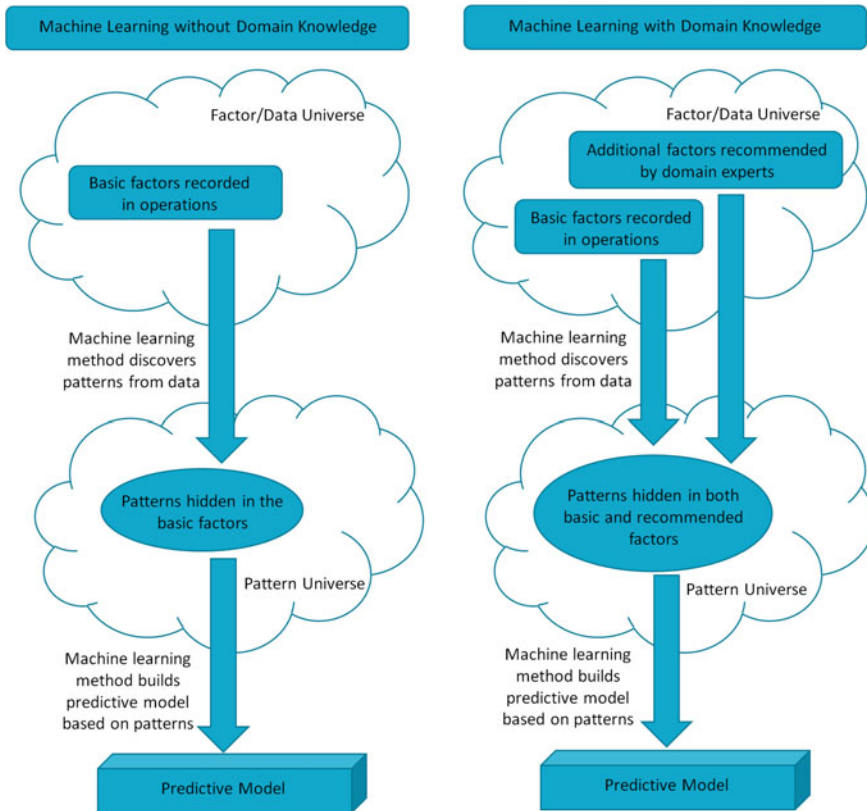 Machine Learning without Domain Knowledge
Factor/Data Universe
Basic factors recorded
in operations
Machine learning
method discovers
patterns from data
Patterns hidden in the
basic factors
Pattern Universe
Machine learning
method builds
predictive model
based on patterns
Predictive Model
Machine Learning with Domain Knowledge
Factor/Data Universe
Additional factors recommended
by domain experts
Basic factors recorded
in operations
Machine learning
method discovers
patterns from data
Patterns hidden in both
basic and recommended
factors
Pattern Universe
Machine learning
method builds
predictive model
based on patterns
Predictive Model